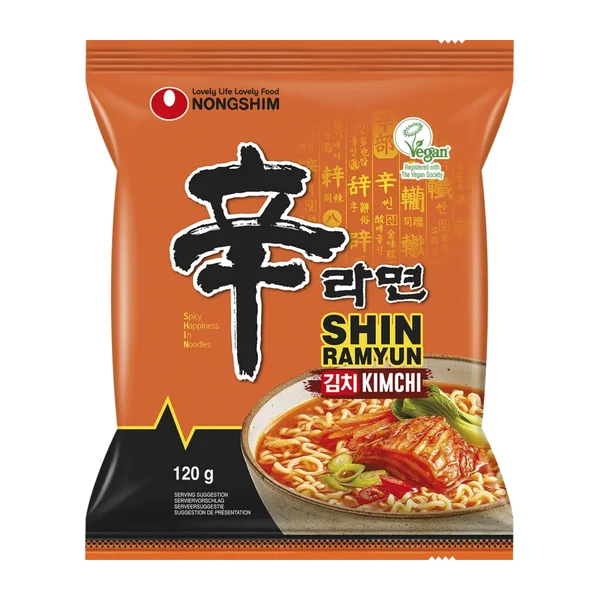 Lovely Life Lovely Food
NONGSHIM
Vegan
Registered with
The Vegan Society
辛
라면
Spicy
Happiness
In
Noodles
SHIN
RAMYUN
김치 KIMCHI
120 g
SERVING SUGGESTION
SERVIERVORSCHLAG
SERVEERSUGGESTIE
SUGGESTION DE PRÉSENTATION